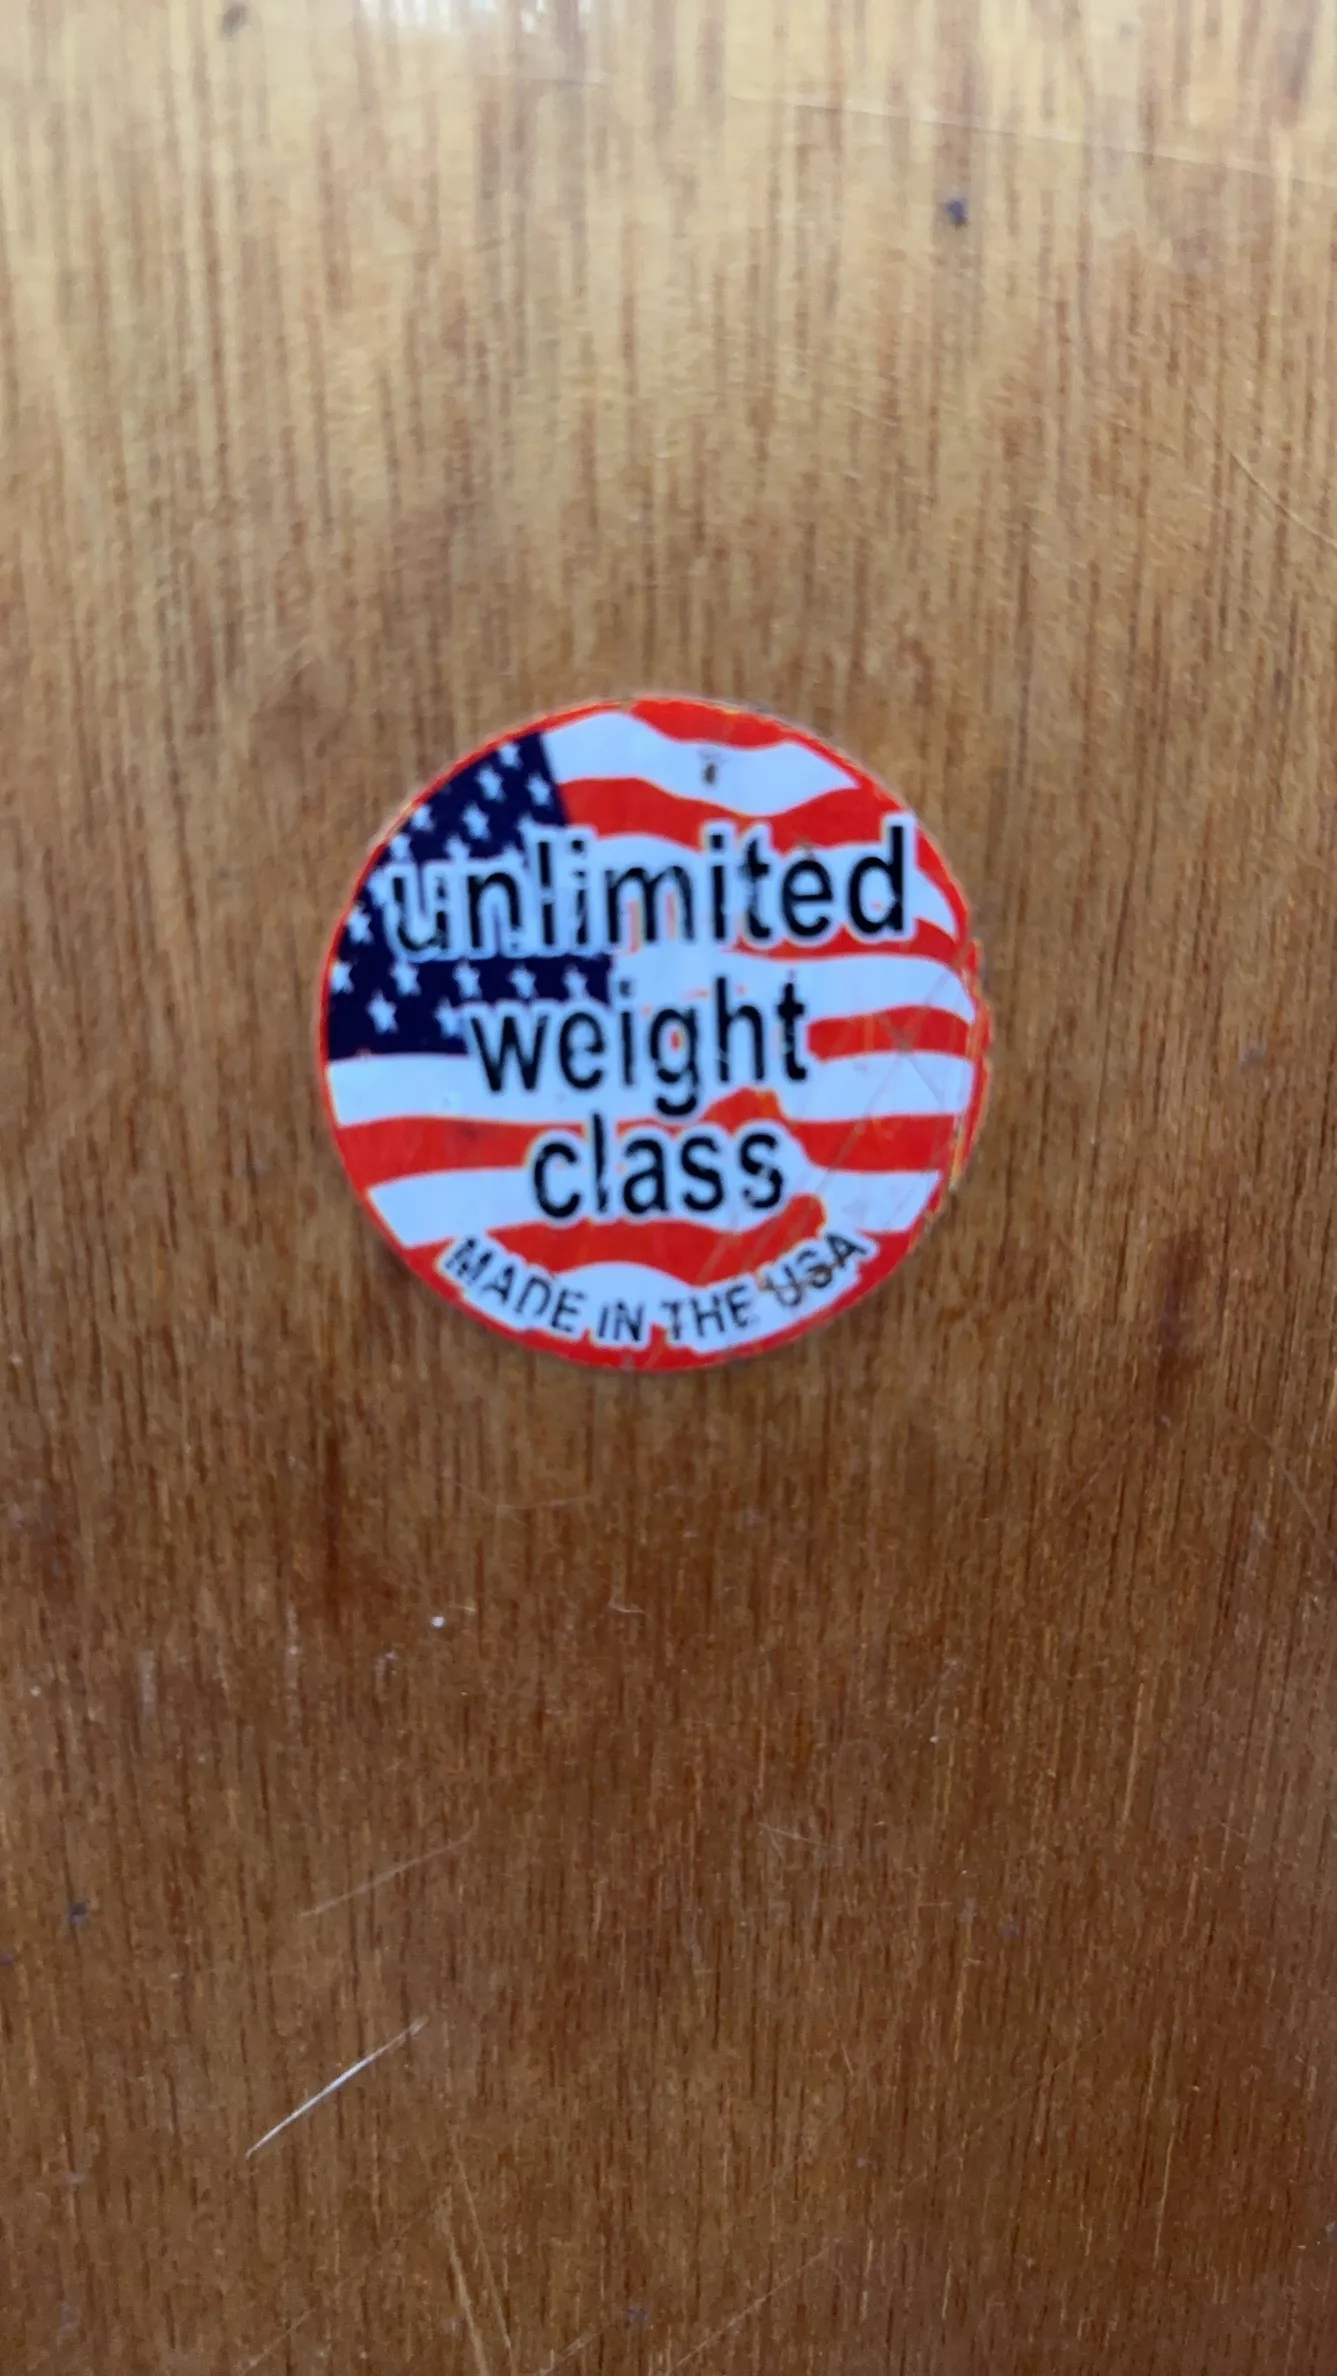 unlimited
weight
class
MADE IN THE USA